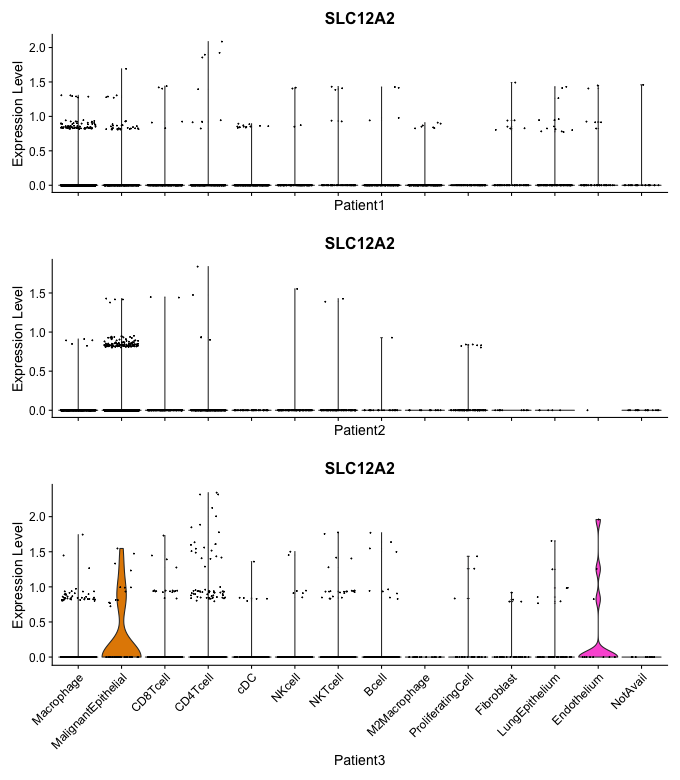 SLC12A2
Expression Level
2.0
1.5
1.0
0.5
0.0
Patient1
SLC12A2
Expression Level
1.5
1.0
0.5
0.0
Patient2
SLC12A2
Expression Level
2.0
1.5
1.0
0.5
0.0
Macrophage
MalignantEpithelial
CD8Tcell
CD4Tcell
cDC
NKcell
NKTcell
Bcell
M2Macrophage
ProliferatingCell
Fibroblast
LungEpithelium
Endothelium
NotAvail
Patient3